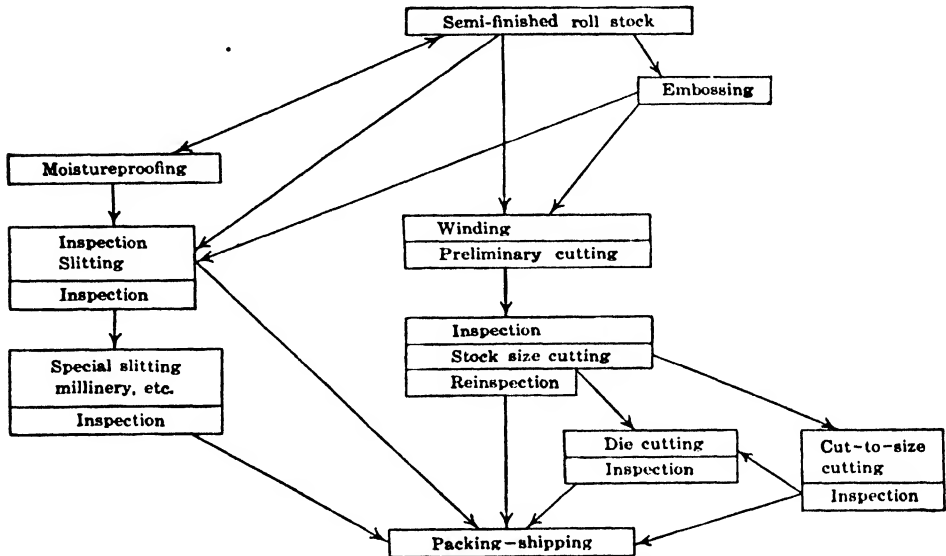 Semi-finished roll stock
Embossing
Moistureproofing
Inspection
Slitting
Inspection
Winding
Preliminary cutting
Special slitting
millinery, etc.
Inspection
Inspection
Stock size cutting
Reinspection
Die cutting
Inspection
Cut-to-size
cutting
Inspection
Packing-shipping